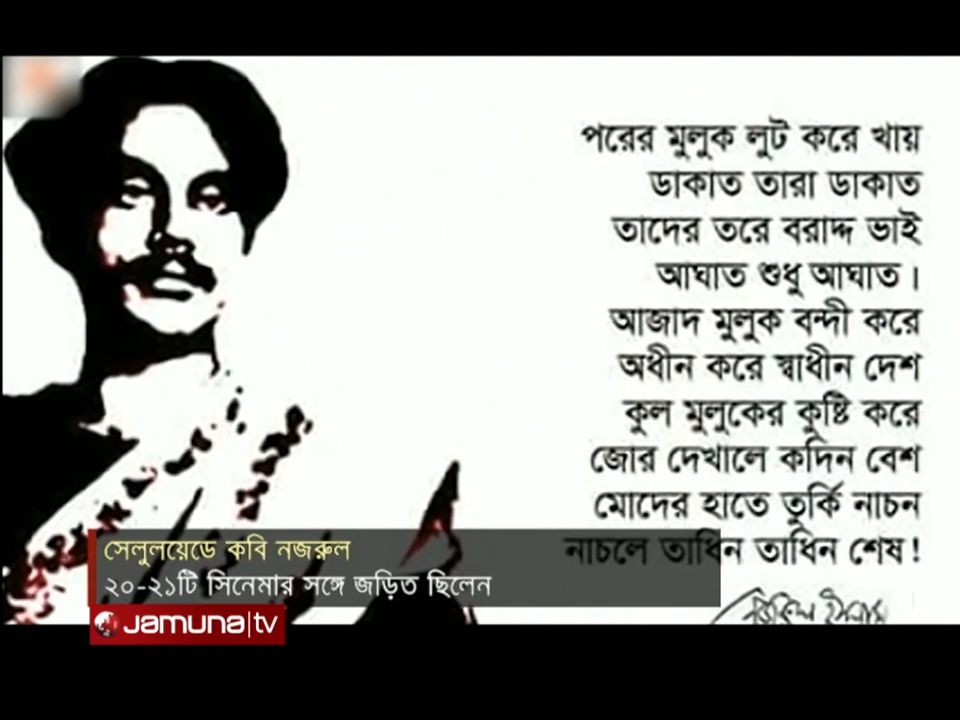 পরের মুলুক লুট করে খায়
ডাকাত তারা ডাকাত
তাদের তরে বরাদ্দ ভাই
আঘাত শুধু আঘাত।
আজাদ মুলুক বন্দী করে
অধীন করে স্বাধীন দেশ
কুল মুলুকের কুষ্টি করে
জোর দেখালে কদিন বেশ
মোদের হাতে তুর্কি নাচন
নাচলে তাধিন তাধিন শেষ!
সেলুলয়েডে কবি নজরুল
২০-২১টি সিনেমার সঙ্গে জড়িত ছিলেন
Jamuna|tv